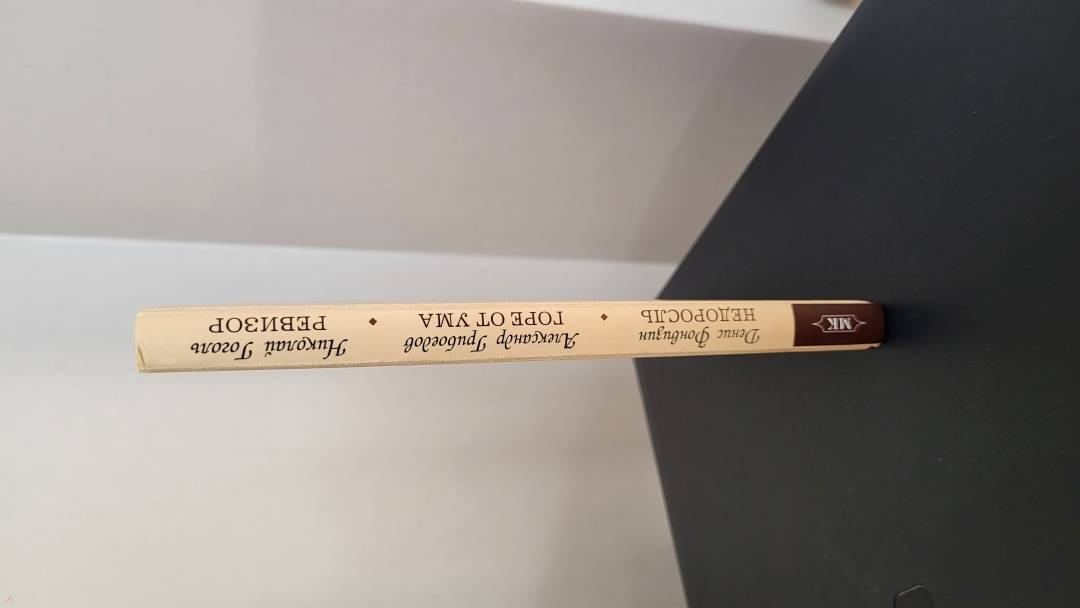 МК
Денис Фонвизин
НЕДОРОСЛЬ
Александр Грибоедов
ГОРЕ ОТ УМА
Николай Гоголь
РЕВИЗОР